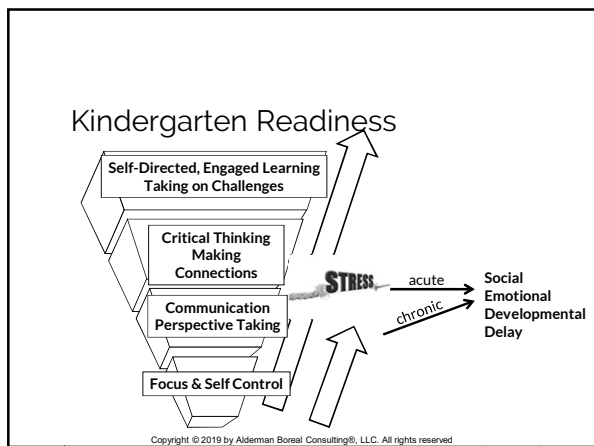 Kindergarten Readiness
Self-Directed, Engaged Learning
Taking on Challenges
Critical Thinking
Making
Connections
Communication
Perspective Taking
Focus & Self Control
STRESS
acute
chronic
Social
Emotional
Developmental
Delay
Copyright © 2019 by Alderman Boreal Consulting®, LLC. All rights reserved